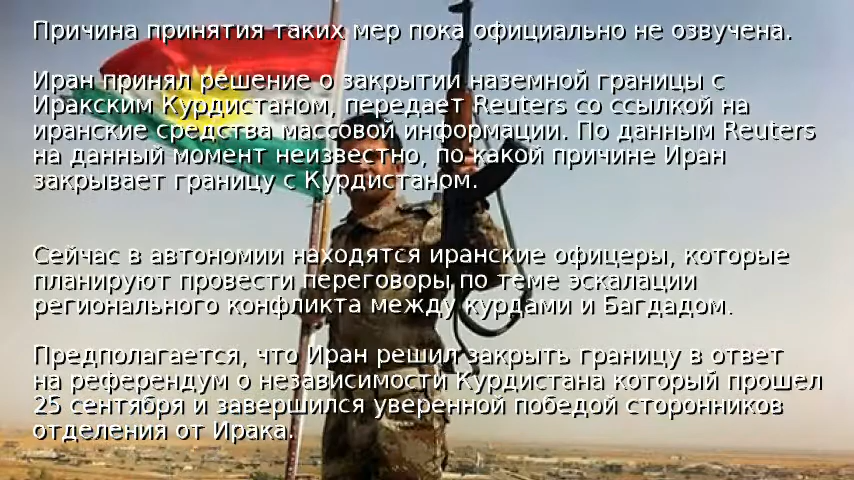 Причина принятия таких мер пока официально не озвучена.
Иран принял решение о закрытии наземной границы с
Иракским Курдистаном, передает Reuters со ссылкой на
иранские средства массовой информации. По данным Reuters
на данный момент неизвестно, по какой причине Иран
закрывает границу с Курдистаном.
Сейчас в автономии находятся иранские офицеры, которые
планируют провести переговоры по теме эскалации
регионального конфликта между курдами и Багдадом.
Предполагается, что Иран решил закрыть границу в ответ
на референдум о независимости Курдистана который прошел
25 сентября и завершился уверенной победой сторонников
отделения от Ирака.